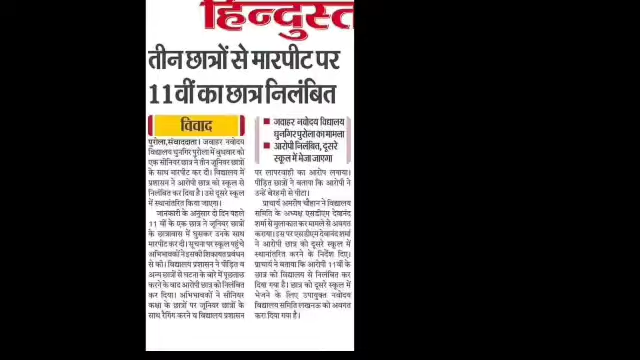 हिन्दुस्त
तीन छात्रों से मारपीट पर
11वीं का छात्र निलंबित
विवाद
पुरोला, संवाददाता। जवाहर नवोदय
विद्यालय धुनगिर पुरोला में बुधवार को
एक सीनियर छात्र ने तीन जूनियर छात्रों
के साथ मारपीट कर दी। विद्यालय में
प्रशासन ने आरोपी छात्र को स्कूल से
निलंबित कर दिया है। उसे दूसरे स्कूल
में स्थानांतरित किया जाएगा।
जानकारी के अनुसार दो दिन पहले
11 वीं के एक छात्र ने जूनियर छात्रों
के छात्रावास में घुसकर उनके साथ
मारपीट कर दी। सूचना पर स्कूल पहुंचे
अभिभावकों ने इसकी शिकायत प्रबंधन
से की। विद्यालय प्रशासन ने पीड़ित व
अन्य छात्रों से घटना के बारे में पूछताछ
करने के बाद आरोपी छात्र को निलंबित
कर दिया। अभिभावकों ने सीनियर
कक्षा के छात्रों पर जूनियर छात्रों के
साथ रैगिंग करने व विद्यालय प्रशासन
■ जवाहर नवोदय विद्यालय
धुनगिर पुरोला का मामला
■ आरोपी निलंबित, दूसरे
स्कूल में भेजा जाएगा
पर लापरवाही का आरोप लगाया।
पीड़ित छात्रों ने बताया कि आरोपी ने
उन्हें बेरहमी से पीटा।
प्राचार्य अमरीष चौहान ने विद्यालय
समिति के अध्यक्ष एसडीएम देवानंद
शर्मा से मुलाकात कर मामले से अवगत
कराया। इस पर एसडीएम देवानंद शर्मा
ने आरोपी छात्र को दूसरे स्कूल में
स्थानांतरित करने के निर्देश दिए।
प्राचार्य ने बताया कि आरोपी 11वीं के
छात्र को विद्यालय से निलंबित कर
दिया गया है। छात्र को दूसरे स्कूल में
भेजने के लिए उपायुक्त नवोदय
विद्यालय समिति लखनऊ को अवगत
करा दिया गया है।